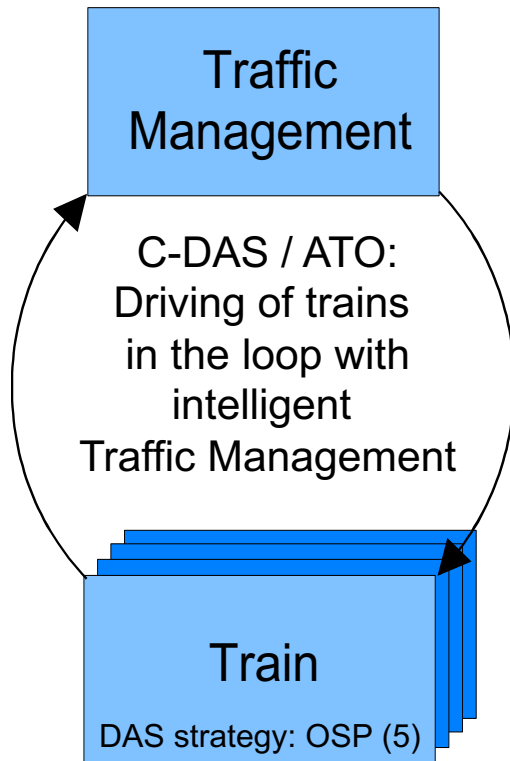 Traffic
Management
C-DAS / ATO:
Driving of trains
in the loop with
intelligent
Traffic Management
Train
DAS strategy: OSP (5)